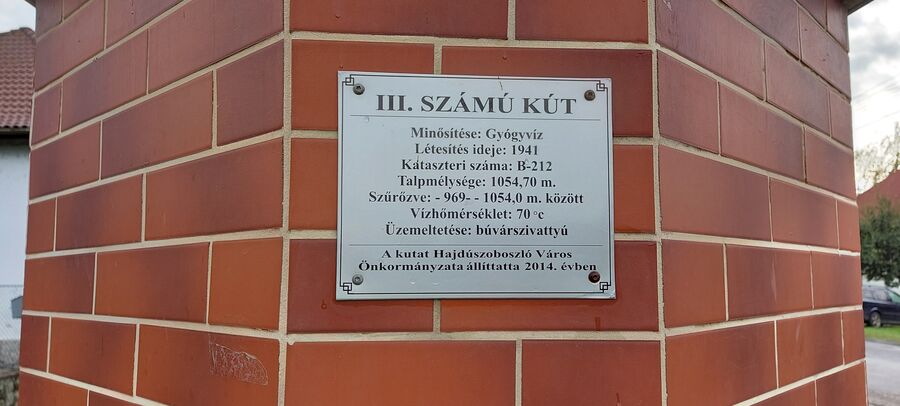 III. SZÁMÚ KÚT
Minősítése: Gyógyvíz
Létesítés ideje: 1941
Kataszteri száma: B-212
Talpmélysége: 1054,70 m.
Szűrőzve: - 969- - 1054,0 m. között
Vízhőmérséklet: 70 °c
Üzemeltetése: búvárszivattyú
A kutat Hajdúszoboszló Város
Önkormányzata állíttatta 2014. évben